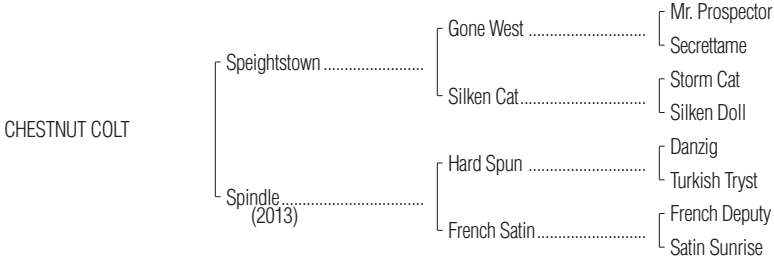 Mr. Prospector
Gone West ..............................
Secrettame
Speightstown .......................
Storm Cat
Silken Cat................................
Silken Doll
CHESTNUT COLT
Danzig
Hard Spun ..............................
Turkish Tryst
Spindle.................................
(2013)
French Deputy
French Satin...........................
Satin Sunrise